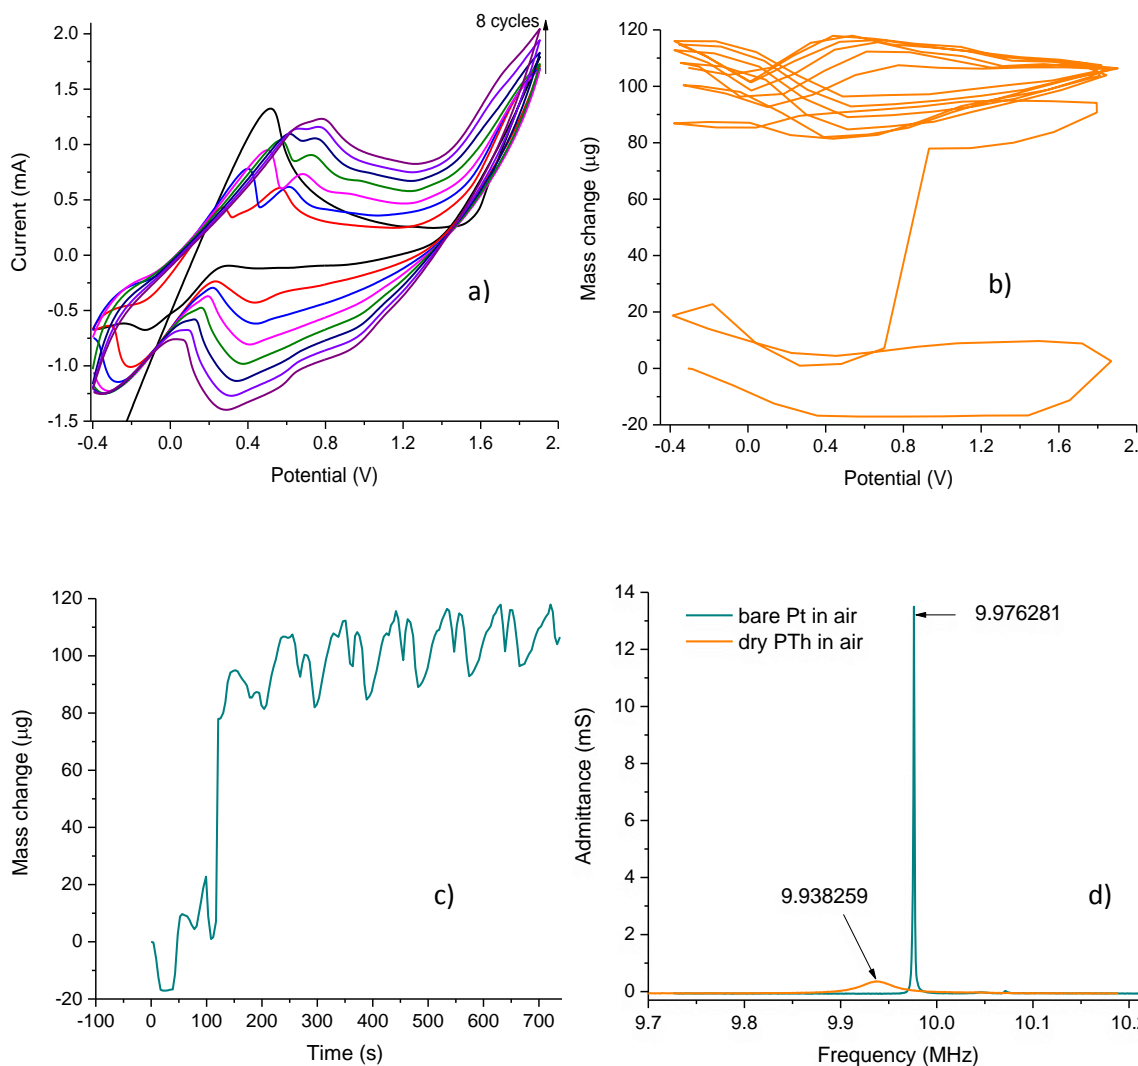 8 cycles
2.0
1.5
1.0
0.5
0.0
-0.5
-1.0
-1.5
-0.4 0.0 0.4 0.8 1.2 1.6 2.0
Current (mA)
Potential (V)
a)
120
100
80
60
40
20
0
-20
-0.4 0.0 0.4 0.8 1.2 1.6 2.
Mass change (μg)
Potential (V)
b)
120
100
80
60
40
20
0
-20
-100 0 100 200 300 400 500 600 700
Mass change (μg)
Time (s)
c)
14
12
10
8
6
4
2
0
9.7 9.8 9.9 10.0 10.1 10.2
Admittance (mS)
Frequency (MHz)
bare Pt in air
dry PTh in air
9.976281
9.938259
d)